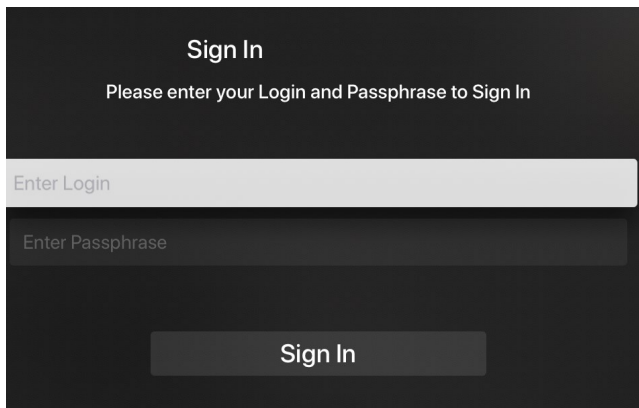 Sign In
Please enter your Login and Passphrase to Sign In
Enter Login
Enter Passphrase
Sign In